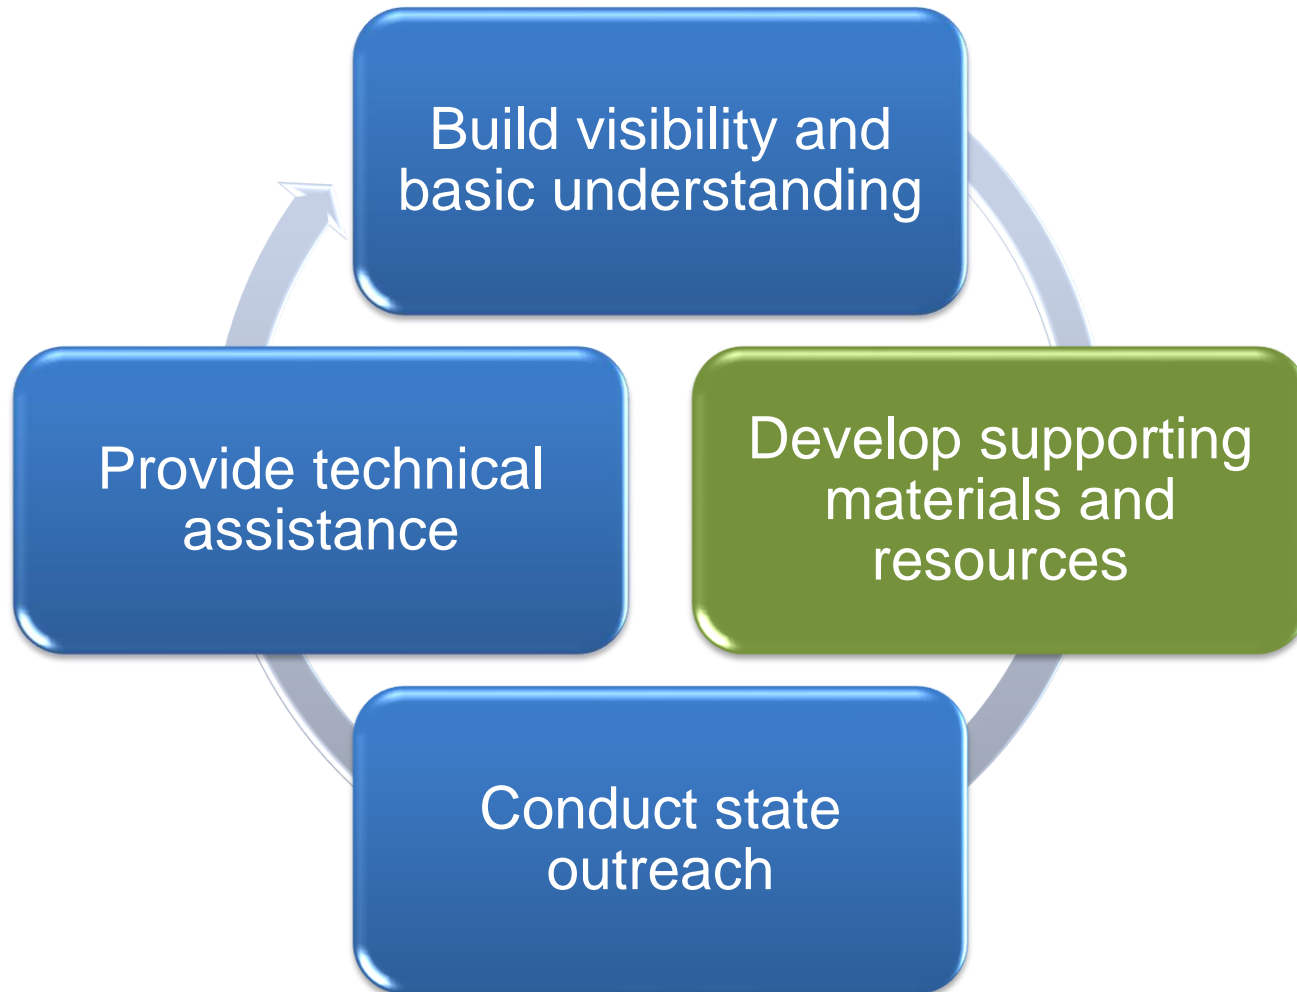 Build visibility and
basic understanding
Develop supporting
materials and
resources
Conduct state
outreach
Provide technical
assistance